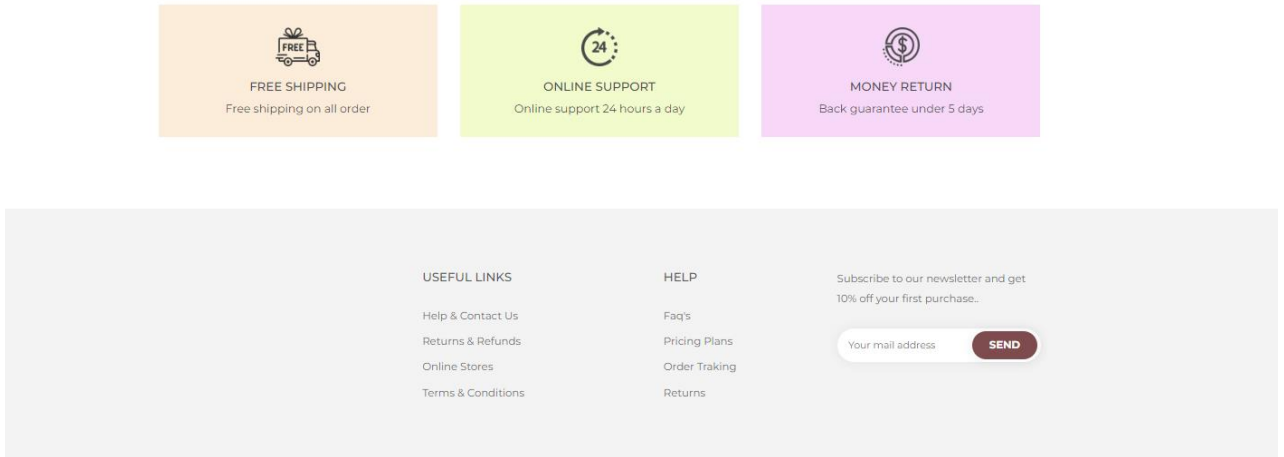 FREE
FREE SHIPPING
Free shipping on all order
24
ONLINE SUPPORT
Online support 24 hours a day
$
MONEY RETURN
Back guarantee under 5 days
USEFUL LINKS
Help & Contact Us
Returns & Refunds
Online Stores
Terms & Conditions
HELP
Faq's
Pricing Plans
Order Traking
Returns
Subscribe to our newsletter and get
10% off your first purchase..
Your mail address
SEND